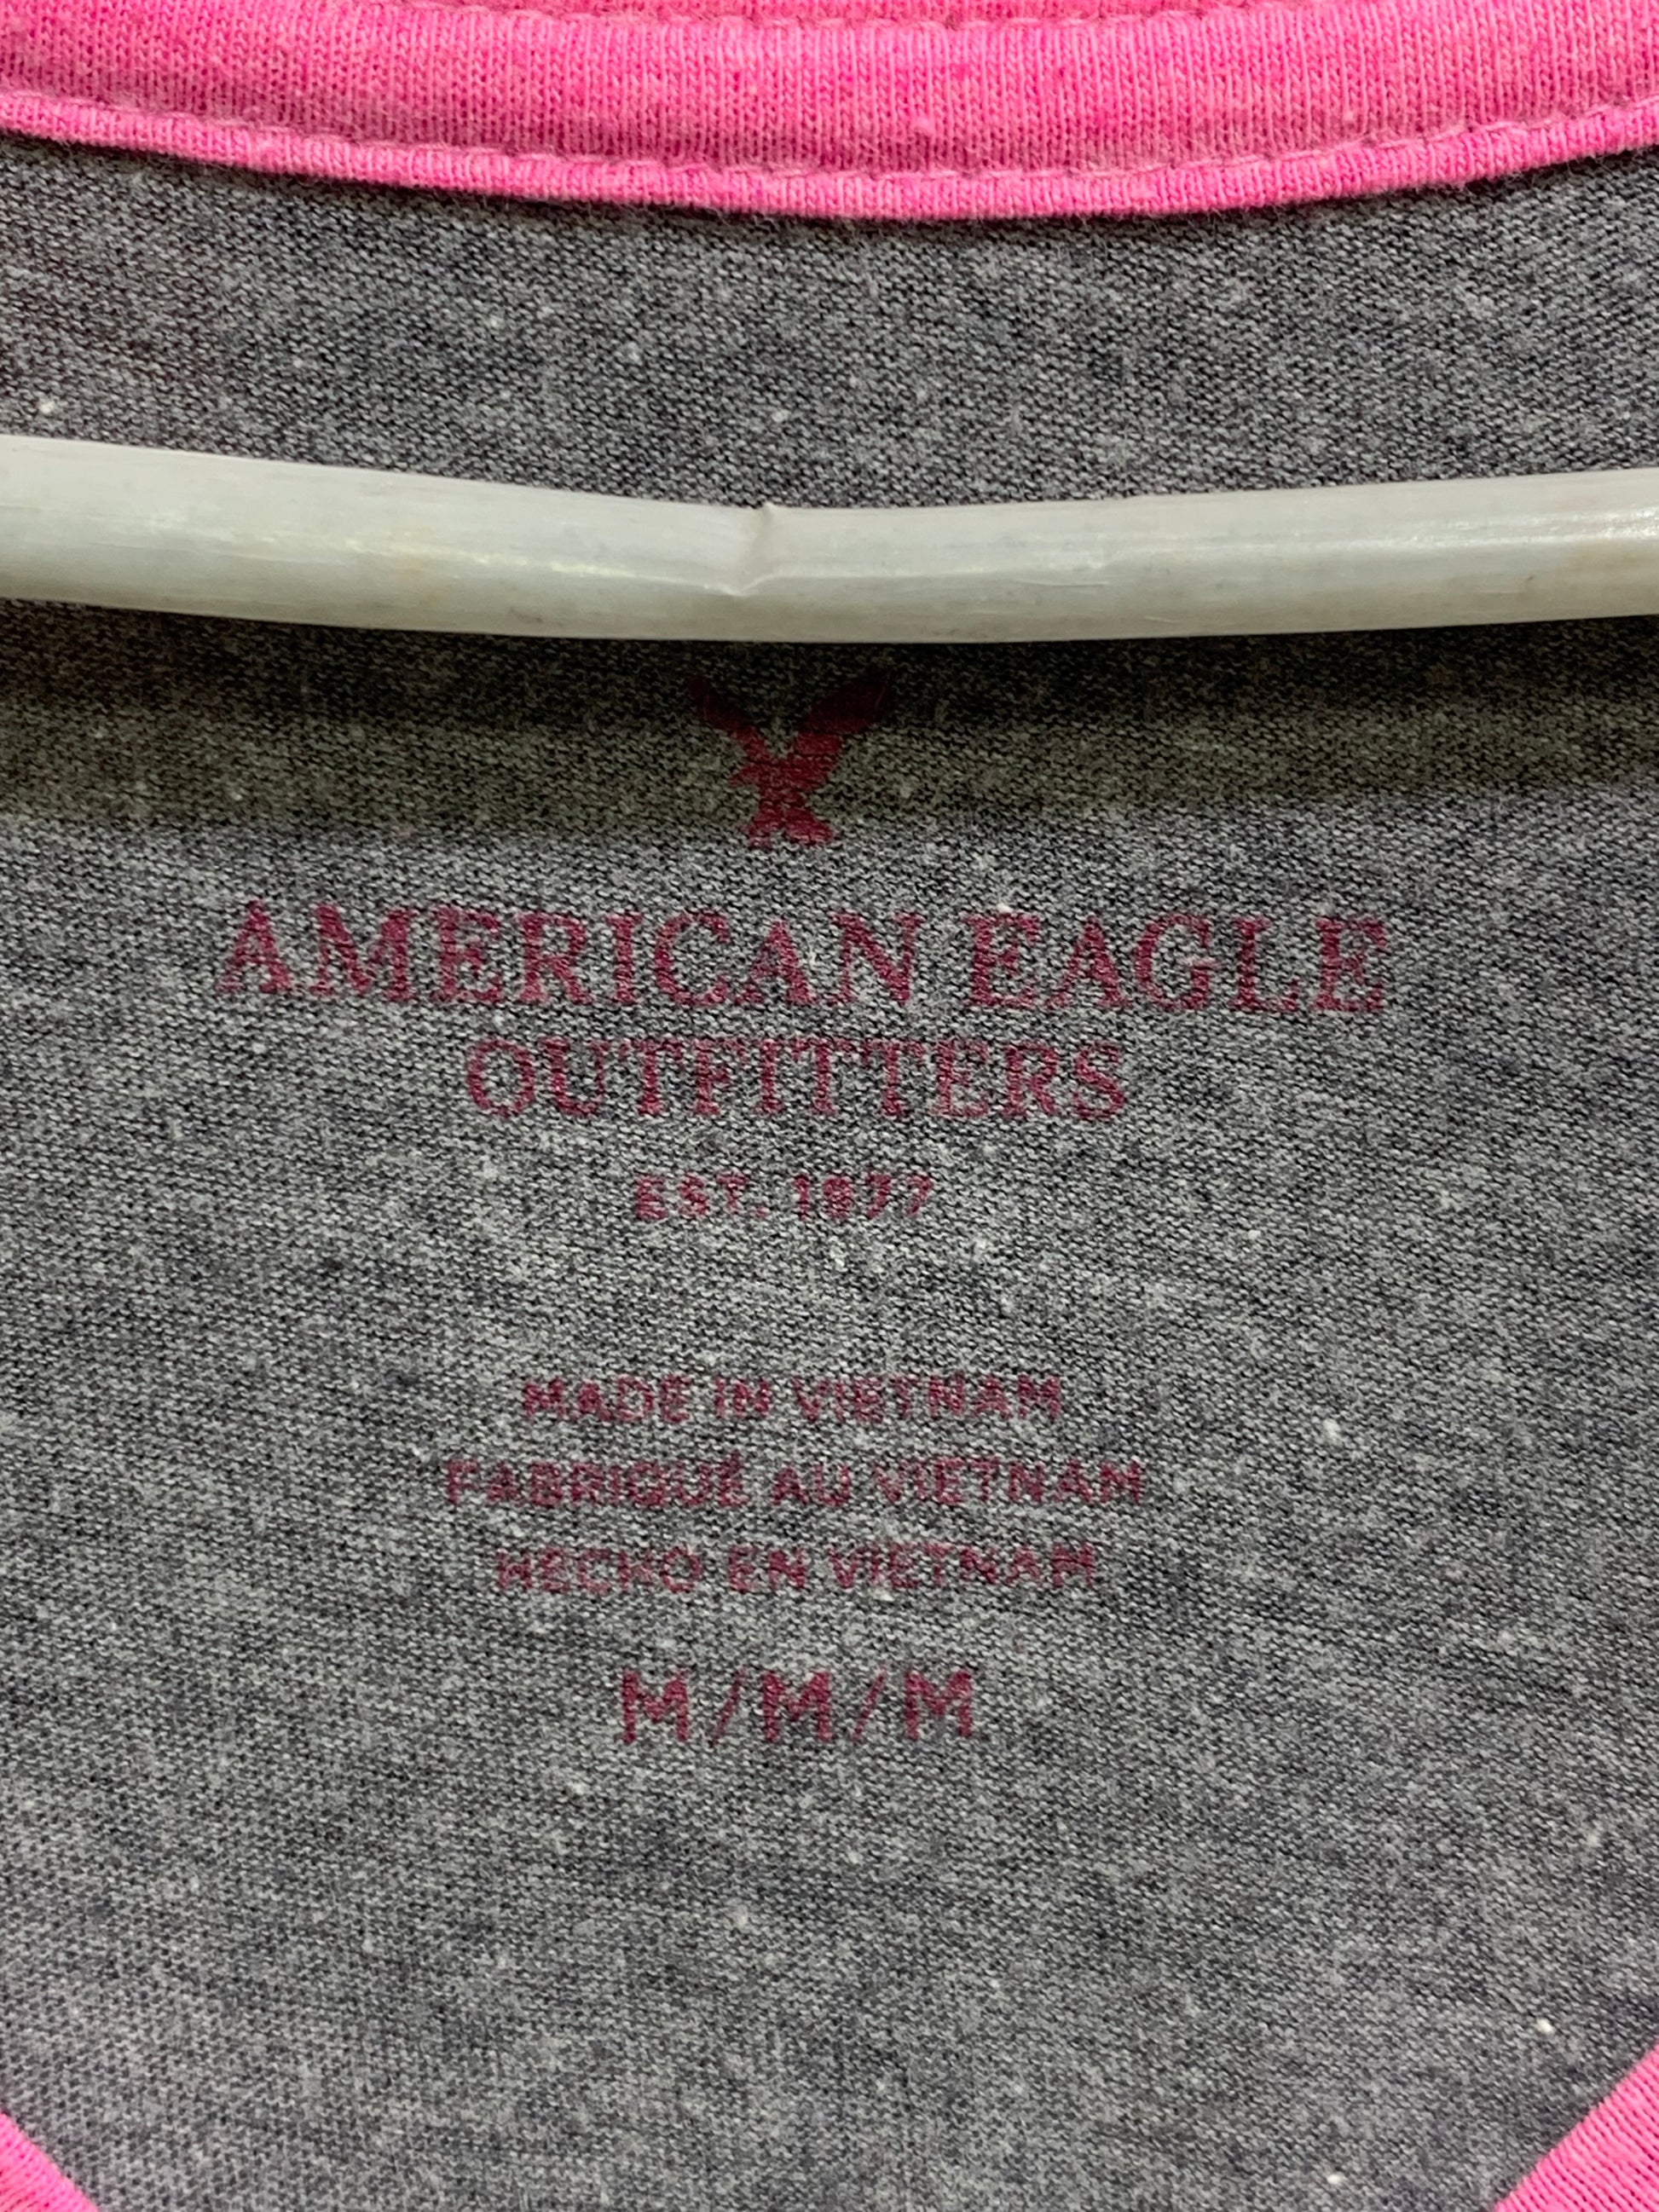 AMERICAN EAGLE
OUTFITTERS
EST. 1977
MADE IN VIETNAM
FABRIQUÉ AU VIETNAM
HECHO EN VIETNAM
M/M/M